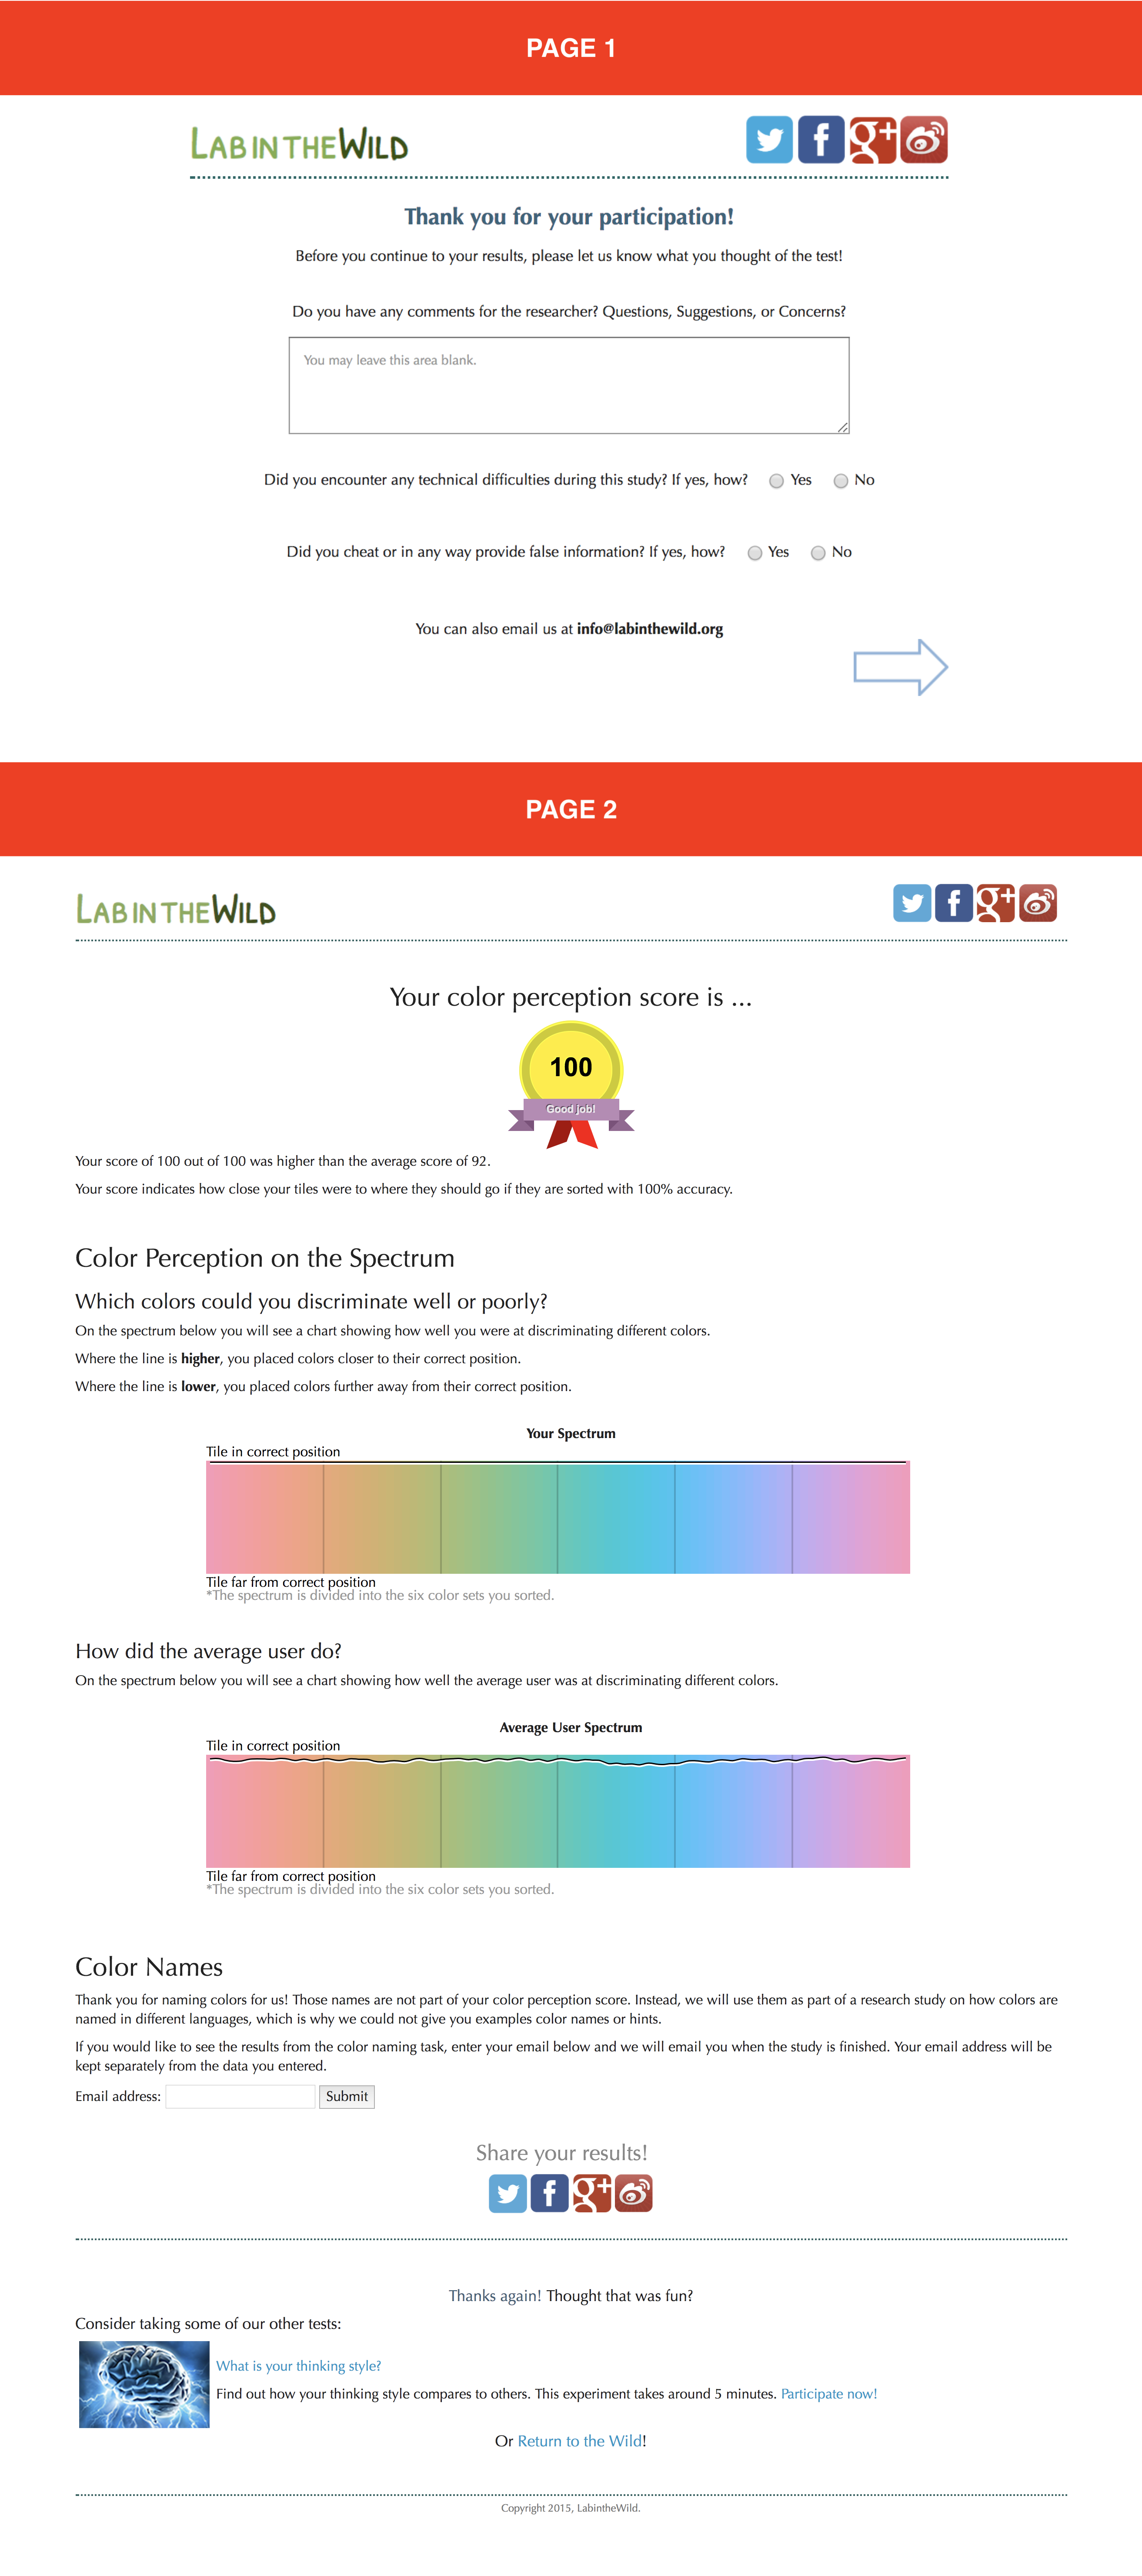 PAGE 1
LAB IN THE WILD
Thank you for your participation!
Before you continue to your results, please let us know what you thought of the test!
Do you have any comments for the researcher? Questions, Suggestions, or Concerns?
You may leave this area blank.
Did you encounter any technical difficulties during this study? If yes, how? Yes No
Did you cheat or in any way provide false information? If yes, how? Yes No
You can also email us at info@labinthewild.org
PAGE 2
LAB IN THE WILD
Your color perception score is ...
100
Good job!
Your score of 100 out of 100 was higher than the average score of 92.
Your score indicates how close your tiles were to where they should go if they are sorted with 100% accuracy.
Color Perception on the Spectrum
Which colors could you discriminate well or poorly?
On the spectrum below you will see a chart showing how well you were at discriminating different colors.
Where the line is higher, you placed colors closer to their correct position.
Where the line is lower, you placed colors further away from their correct position.
Your Spectrum
Tile in correct position
Tile far from correct position
*The spectrum is divided into the six color sets you sorted.
How did the average user do?
On the spectrum below you will see a chart showing how well the average user was at discriminating different colors.
Average User Spectrum
Tile in correct position
Tile far from correct position
*The spectrum is divided into the six color sets you sorted.
Color Names
Thank you for naming colors for us! Those names are not part of your color perception score. Instead, we will use them as part of a research study on how colors are
named in different languages, which is why we could not give you examples color names or hints.
If you would like to see the results from the color naming task, enter your email below and we will email you when the study is finished. Your email address will be
kept separately from the data you entered.
Email address: Submit
Share your results!
Thanks again! Thought that was fun?
Consider taking some of our other tests:
What is your thinking style?
Find out how your thinking style compares to others. This experiment takes around 5 minutes. Participate now!
Or Return to the Wild!
Copyright 2015, LabintheWild.